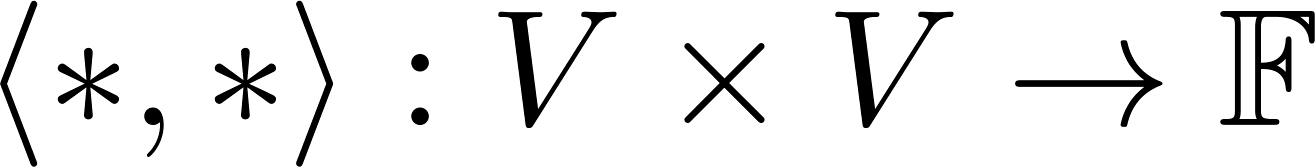 ⟨∗, ∗⟩ : V × V → 𝔽